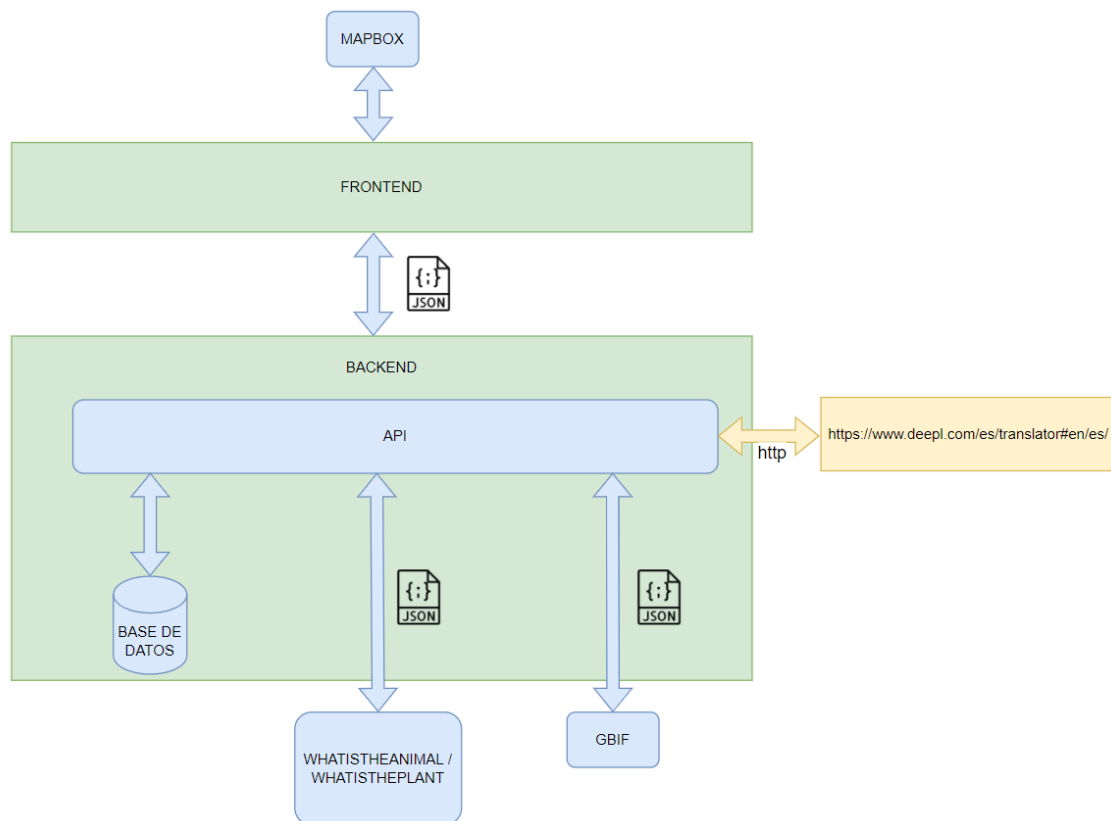 MAPBOX
FRONTEND
{;}
JSON
BACKEND
API
http
https://www.deepl.com/es/translator#en/es/
BASE DE
DATOS
{;}
JSON
{;}
JSON
WHATISTHEANIMAL /
WHATISTHEPLANT
GBIF